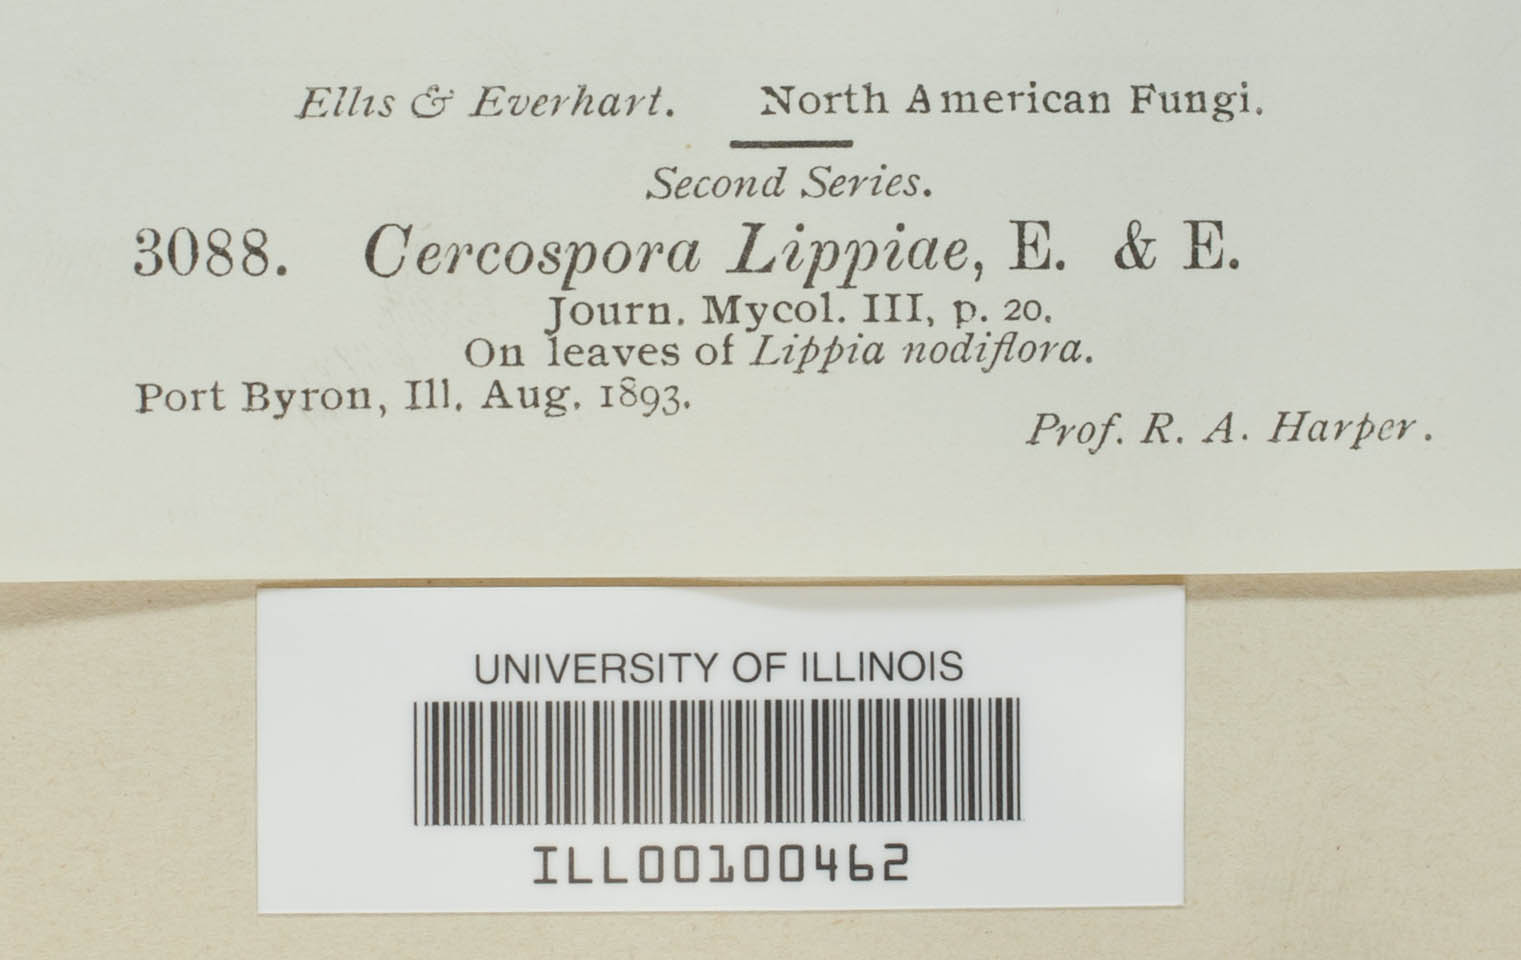 Ellis & Everhart. North American Fungi.
Second Series.
3088. Cercospora Lippiae, E. & E.
Journ. Mycol. III, p. 20.
On leaves of Lippia nodiflora.
Port Byron, Ill. Aug. 1893.
Prof. R. A. Harper.
UNIVERSITY OF ILLINOIS
ILL00100462